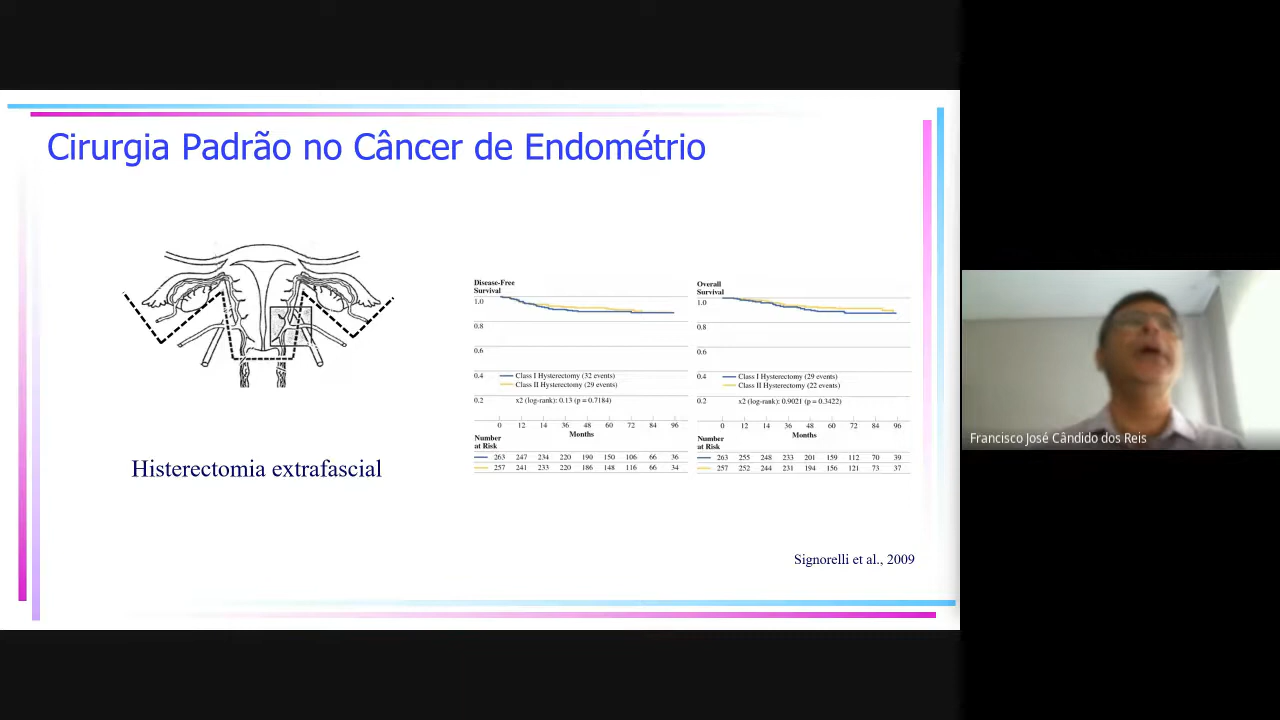 Cirurgia Padrão no Câncer de Endométrio
Histerectomia extrafascial
Disease-Free
Survival
1.0
0.8
0.6
0.4
Class I Hysterectomy (32 events)
Class II Hysterectomy (29 events)
0.2
x2 (log-rank): 0.13 (p = 0.7184)
0 12 14 36 48 60 72 84 96
Months
Number
at Risk
263 247 234 220 190 150 106 66 36
257 241 233 220 186 148 116 66 34
Overall
Survival
1.0
0.8
0.6
0.4
Class I Hysterectomy (29 events)
Class II Hysterectomy (22 events)
0.2
x2 (log-rank): 0.9021 (p = 0.3422)
0 12 14 36 48 60 72 84 96
Months
Number
at Risk
263 255 248 233 201 159 112 70 39
257 252 244 231 194 156 121 73 37
Signorelli et al., 2009
Francisco José Cândido dos Reis